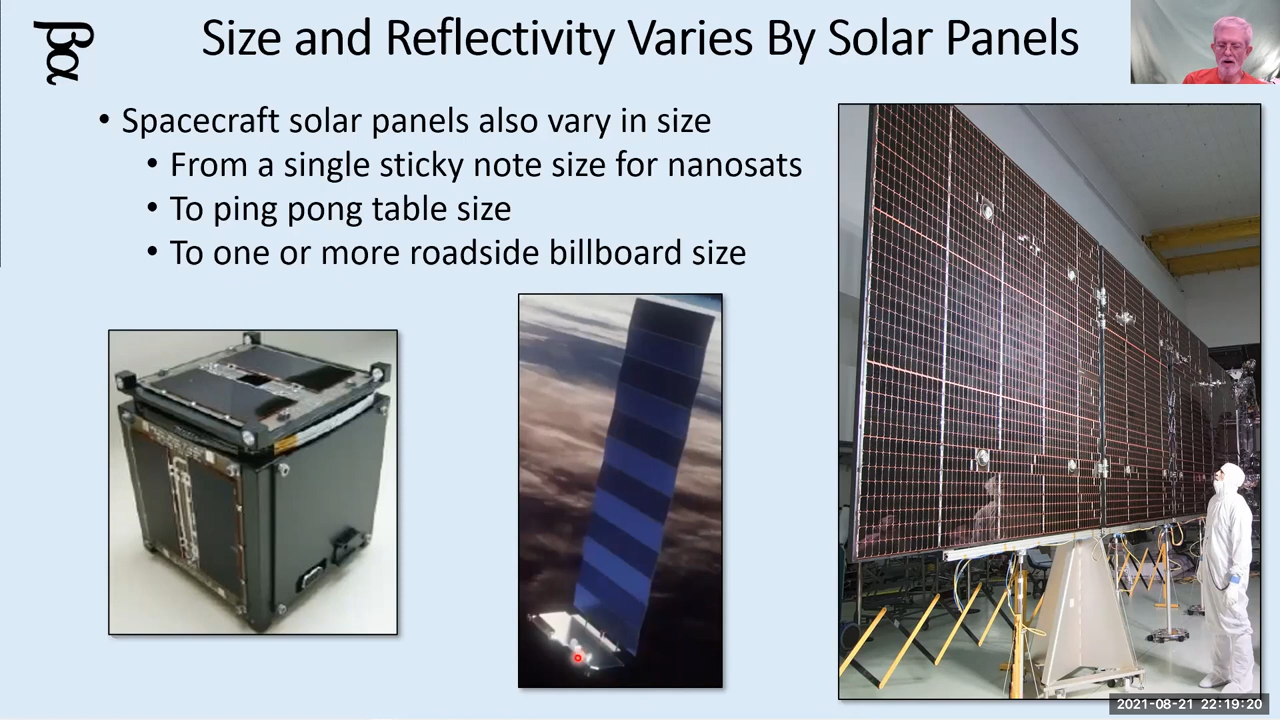 βα
Size and Reflectivity Varies By Solar Panels
• Spacecraft solar panels also vary in size
• From a single sticky note size for nanosats
• To ping pong table size
• To one or more roadside billboard size
2021-08-21 22:19:20